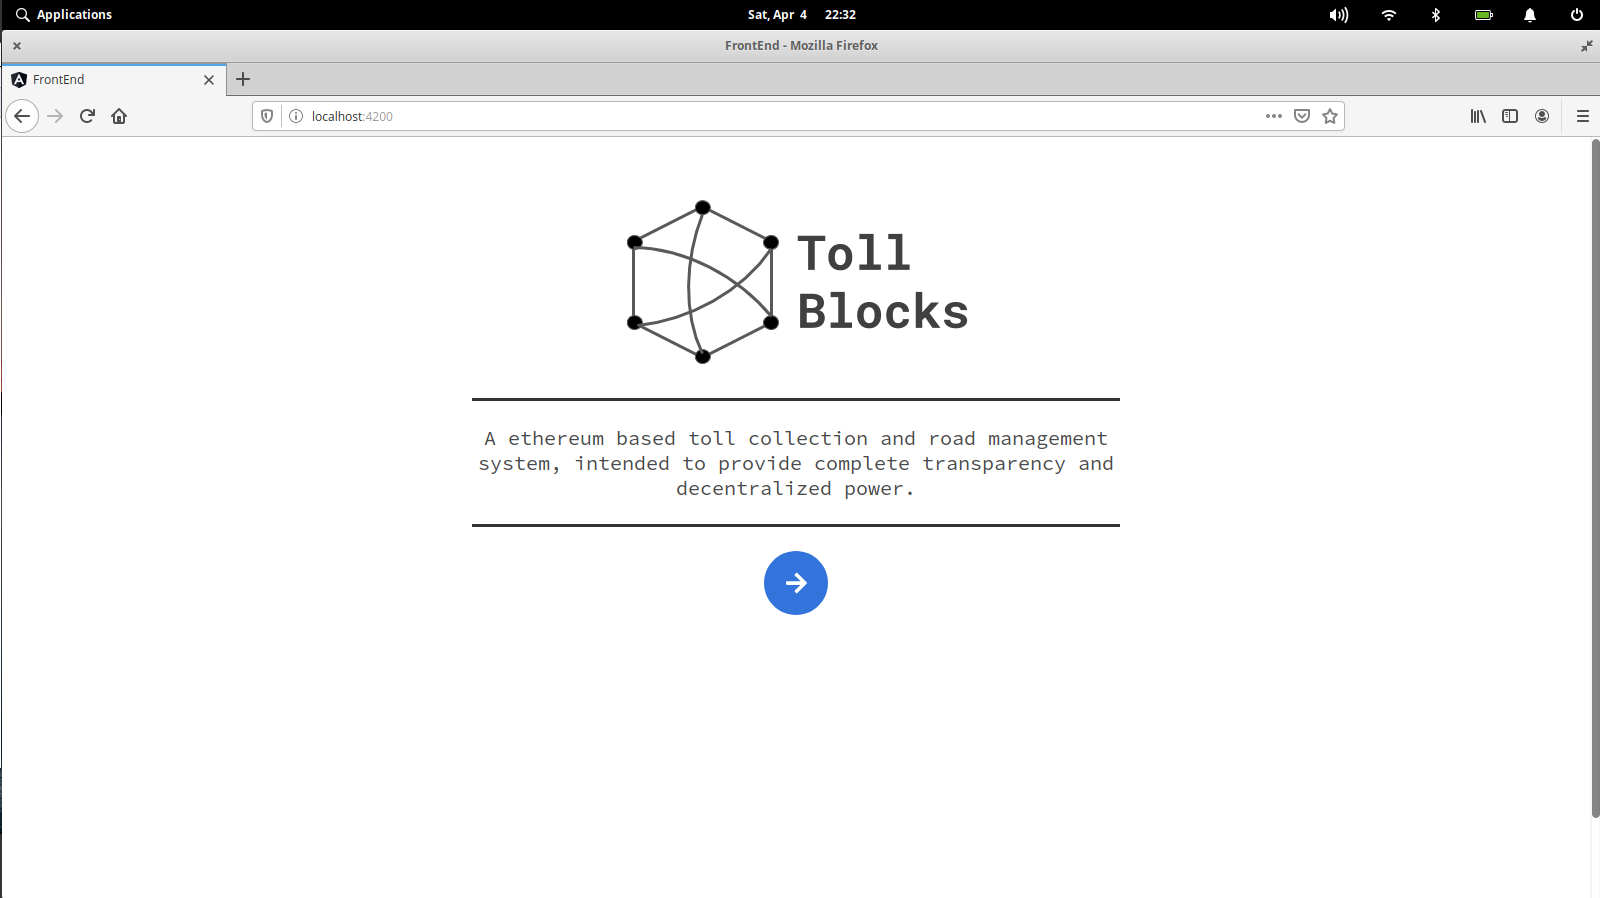 Applications
Sat, Apr 4 22:32
FrontEnd - Mozilla Firefox
FrontEnd
localhost:4200
Toll
Blocks
A ethereum based toll collection and road management
system, intended to provide complete transparency and
decentralized power.